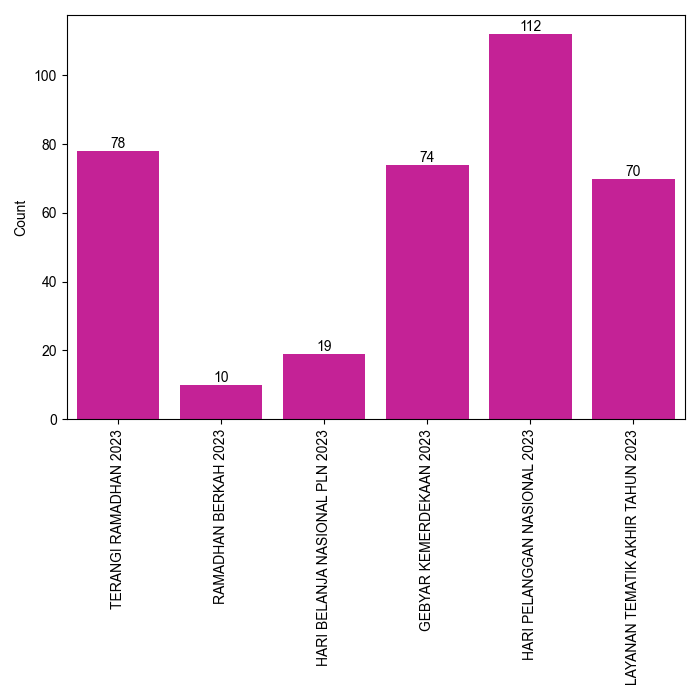 112
100
80
78
74
70
60
Count
40
20
19
10
0
TERANGI RAMADHAN 2023
RAMADHAN BERKAH 2023
HARI BELANJA NASIONAL PLN 2023
GEBYAR KEMERDEKAAN 2023
HARI PELANGGAN NASIONAL 2023
LAYANAN TEMATIK AKHIR TAHUN 2023